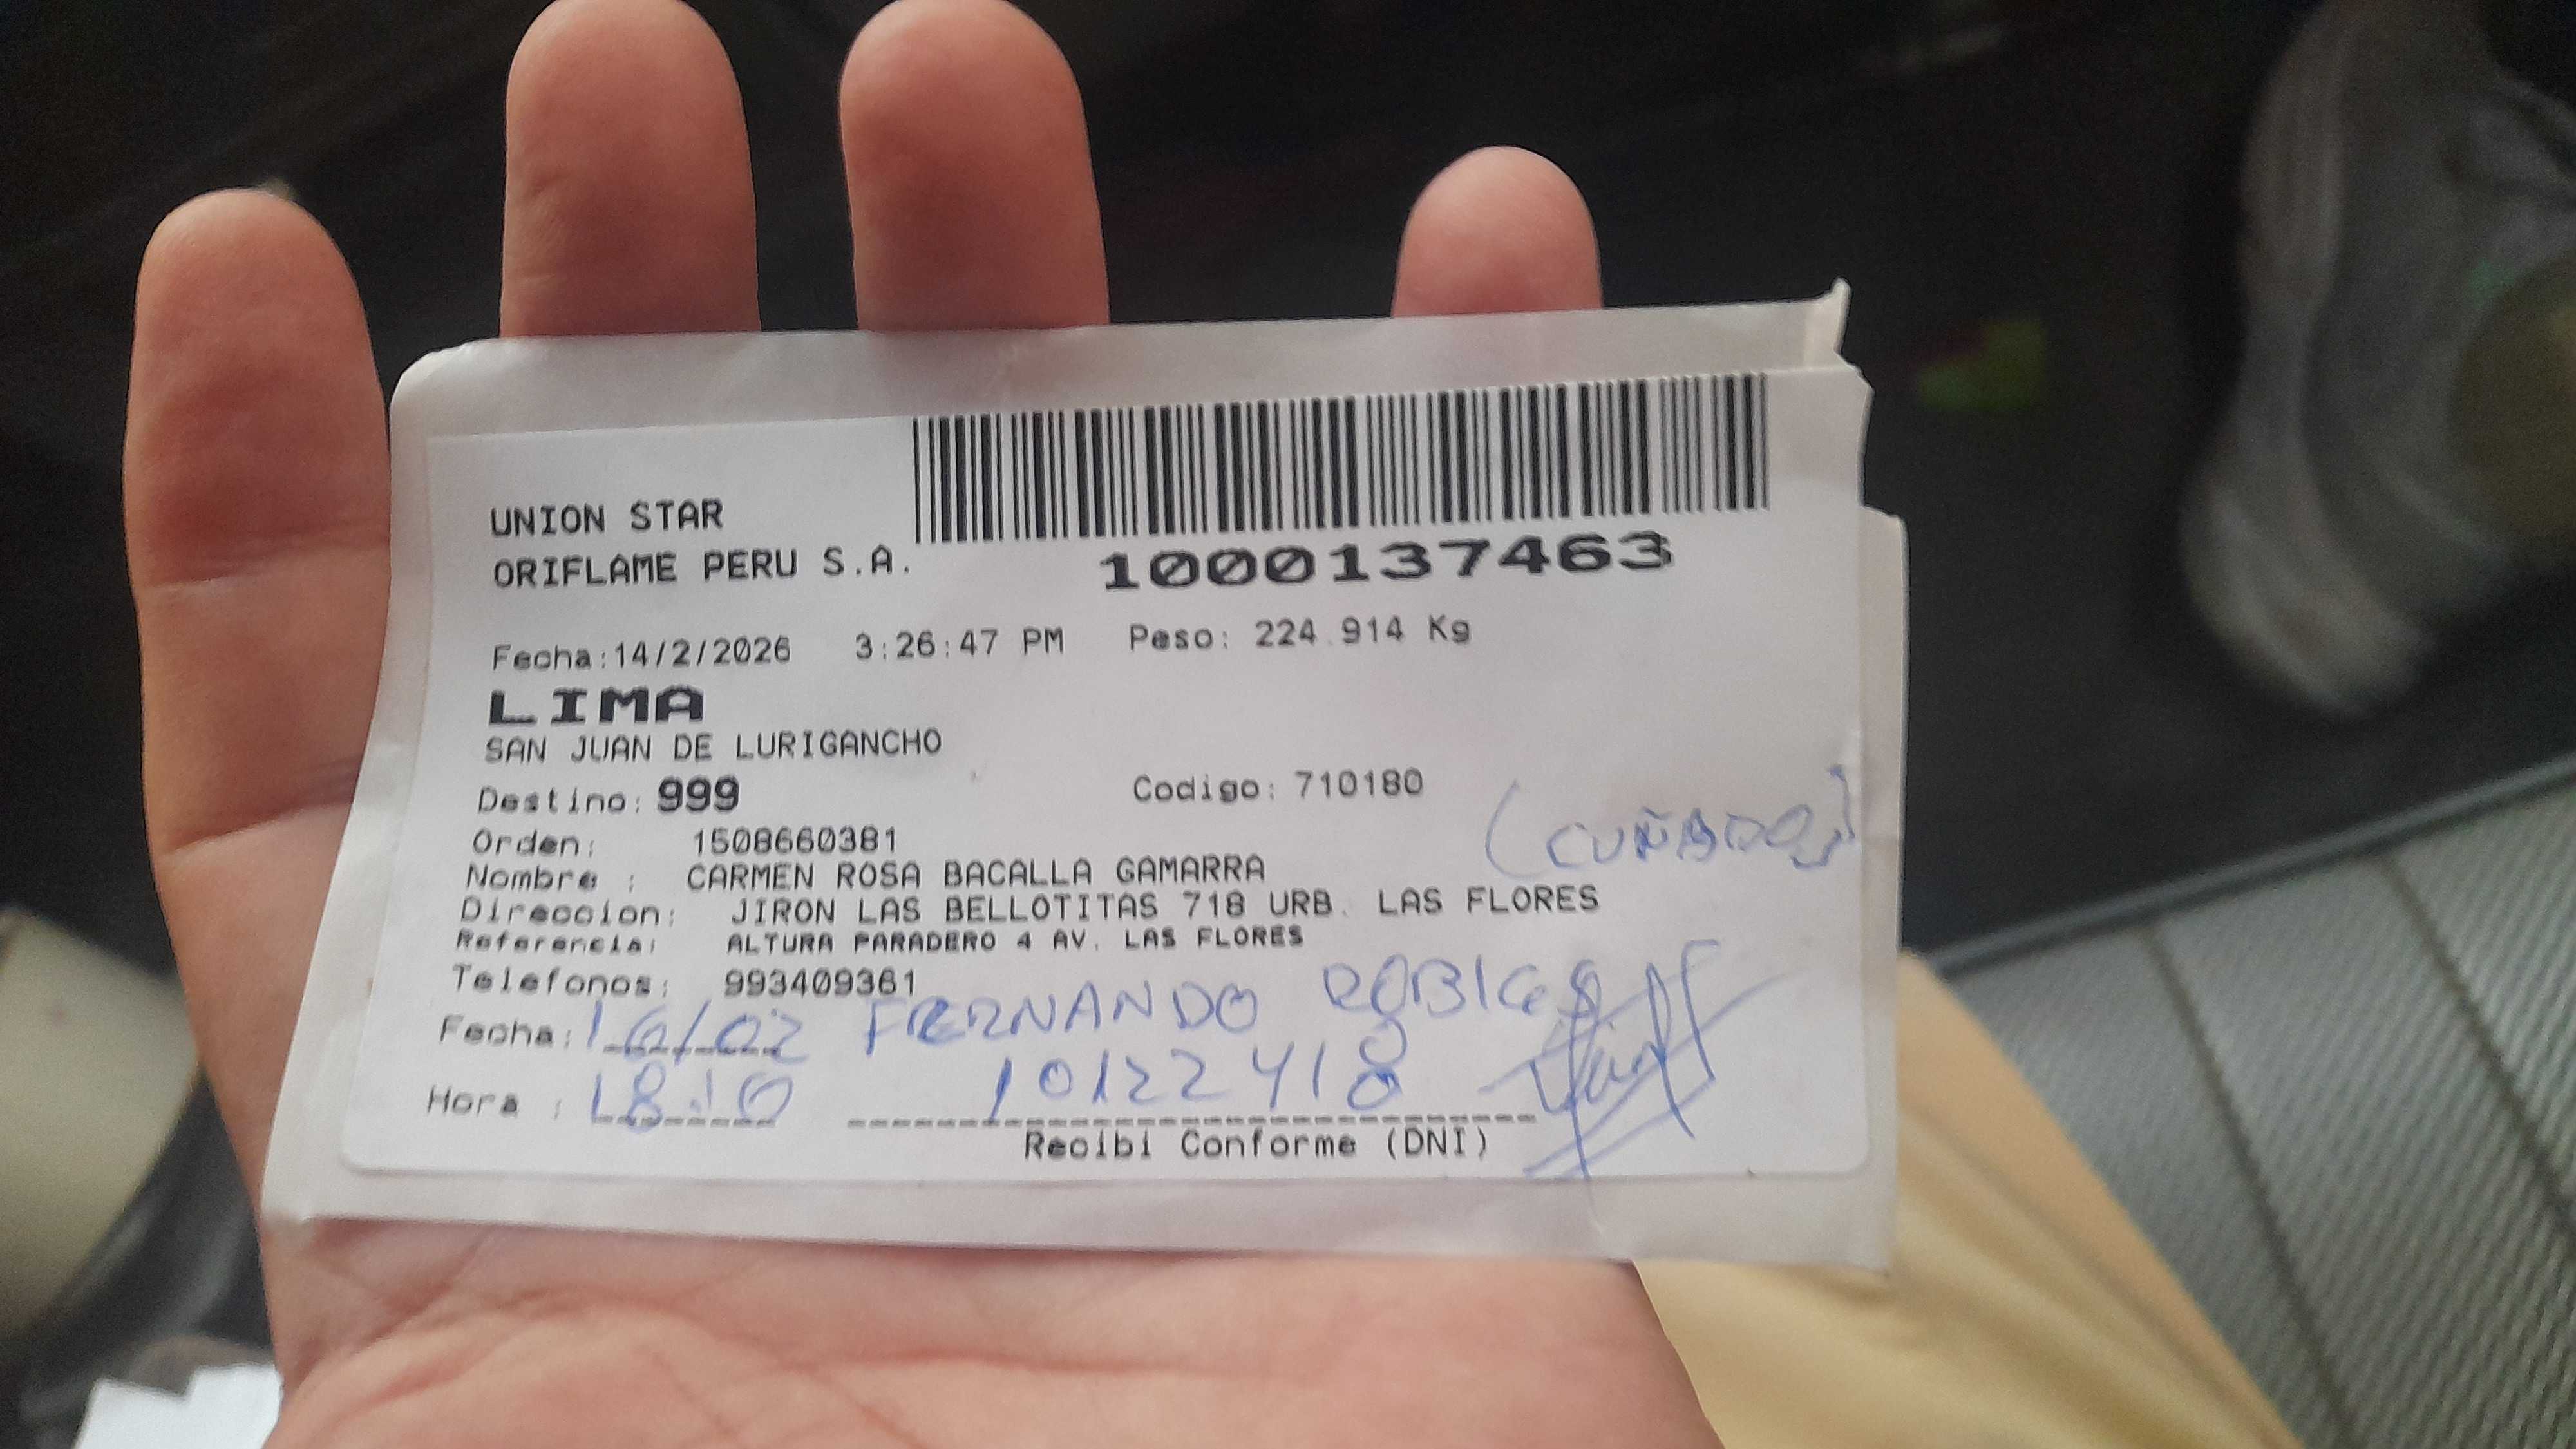 UNION STAR
ORIFLAME PERU S.A.
1000137463
Fecha:14/2/2026 3:26:47 PM Peso: 224.914 Kg
LIMA
SAN JUAN DE LURIGANCHO
Destino: 999 Codigo: 710180
(CUÑADO)
Orden: 1508660381
Nombre : CARMEN ROSA BACALLA GAMARRA
Direccion: JIRON LAS BELLOTITAS 718 URB. LAS FLORES
Referencia: ALTURA PARADERO 4 AV. LAS FLORES
Telefonos: 993409361
Fecha: 16/02 FERNANDO
Hora : 18:10 10122418
Recibi Conforme (DNI)